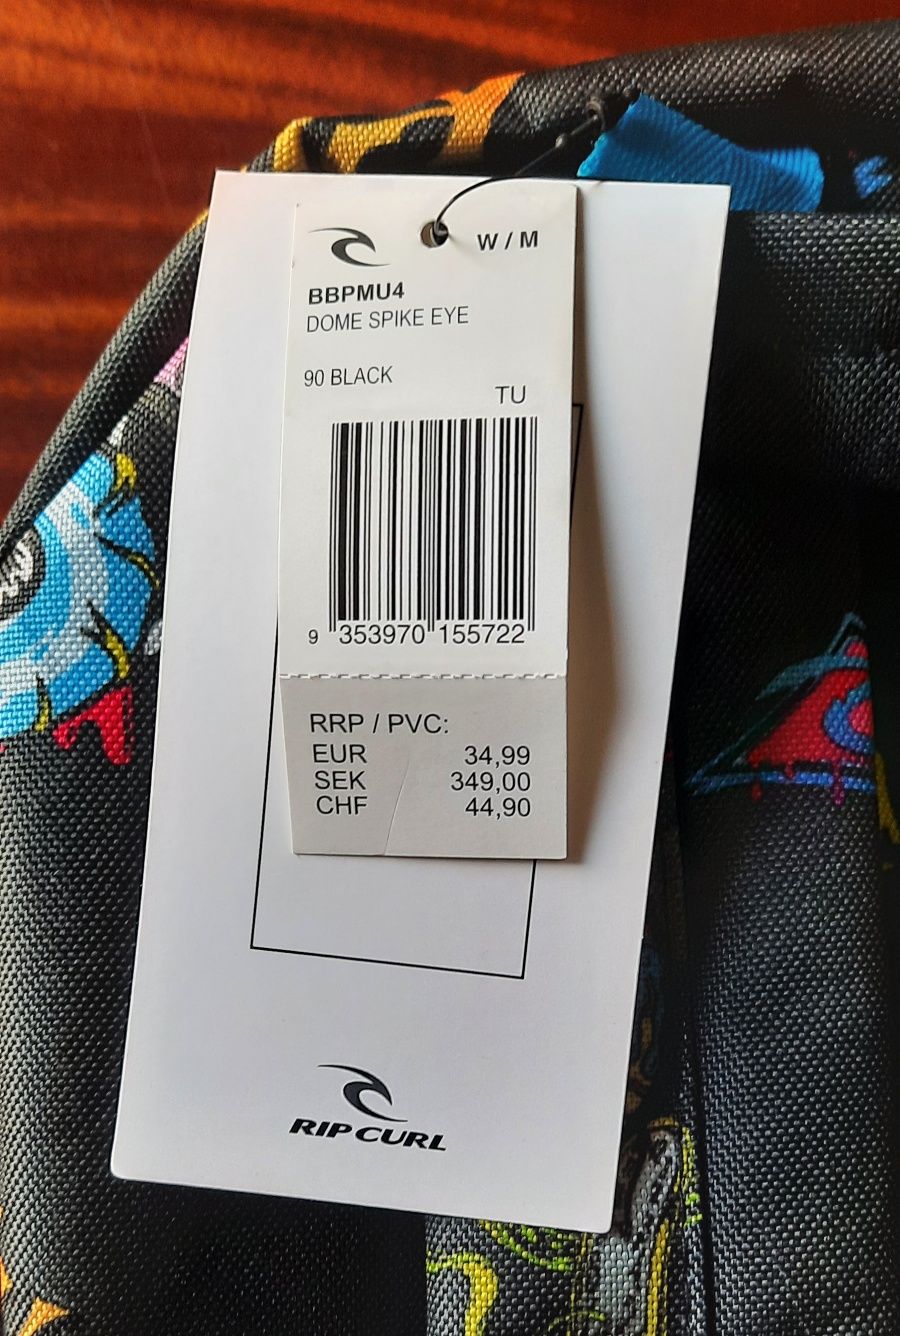 W / M
BBPMU4
DOME SPIKE EYE
90 BLACK
TU
9 353970 155722
RRP / PVC:
EUR 34,99
SEK 349,00
CHF 44,90
RIP CURL